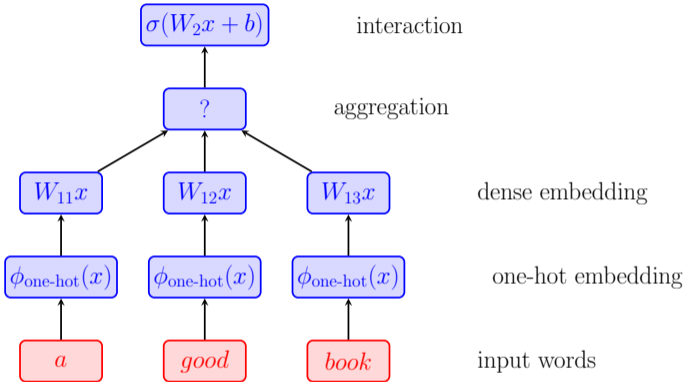 σ(W₂x + b) interaction
? aggregation
W₁₁x W₁₂x W₁₃x dense embedding
ϕone-hot(x) ϕone-hot(x) ϕone-hot(x) one-hot embedding
a good book input words